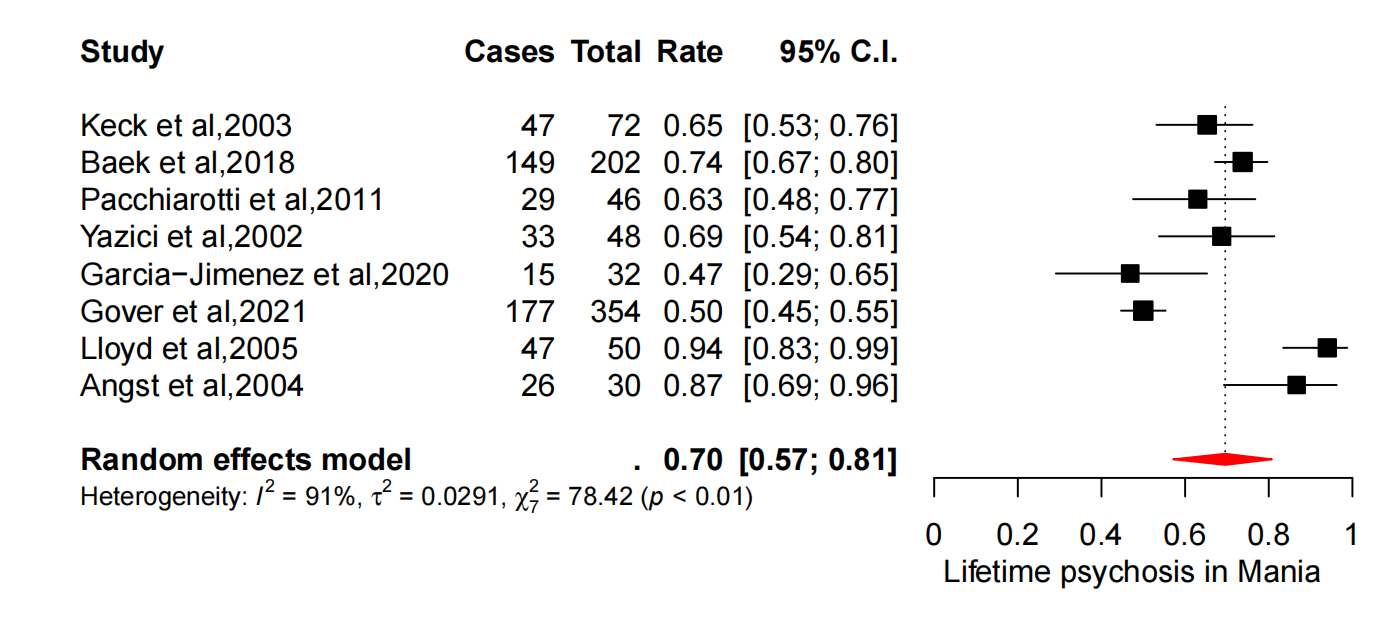 Study Cases Total Rate 95% C.I.
Keck et al,2003 47 72 0.65 [0.53; 0.76]
Baek et al,2018 149 202 0.74 [0.67; 0.80]
Pacchiarotti et al,2011 29 46 0.63 [0.48; 0.77]
Yazici et al,2002 33 48 0.69 [0.54; 0.81]
Garcia−Jimenez et al,2020 15 32 0.47 [0.29; 0.65]
Gover et al,2021 177 354 0.50 [0.45; 0.55]
Lloyd et al,2005 47 50 0.94 [0.83; 0.99]
Angst et al,2004 26 30 0.87 [0.69; 0.96]
Random effects model . 0.70 [0.57; 0.81]
Heterogeneity: I² = 91%, τ² = 0.0291, χ²₇ = 78.42 (p < 0.01)
0 0.2 0.4 0.6 0.8 1
Lifetime psychosis in Mania